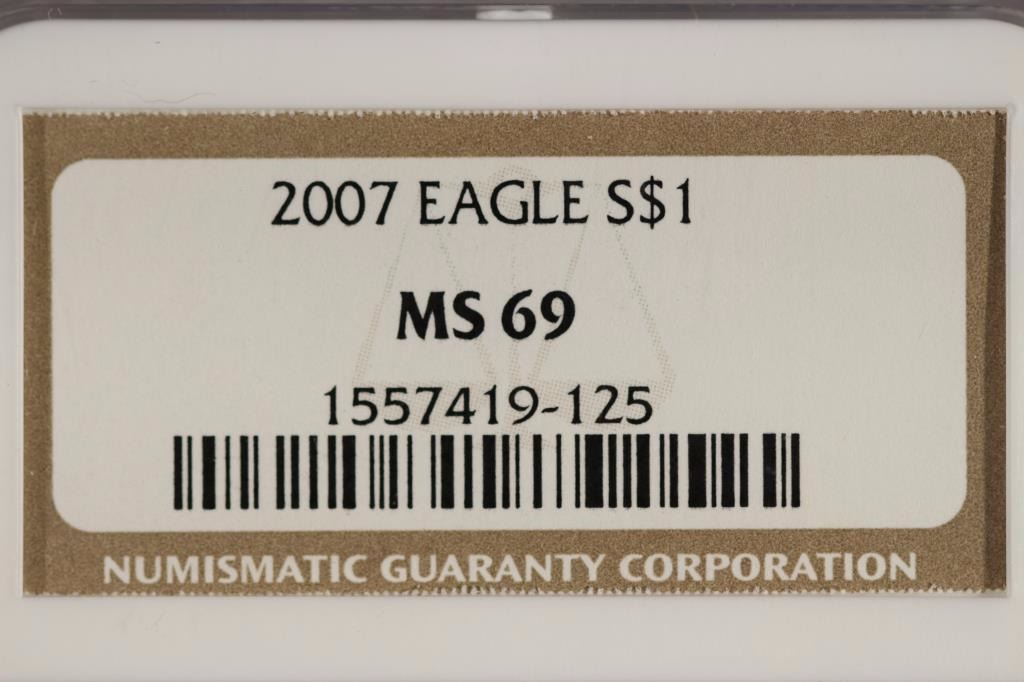 2007 EAGLE S$1
MS 69
1557419-125
NUMISMATIC GUARANTY CORPORATION